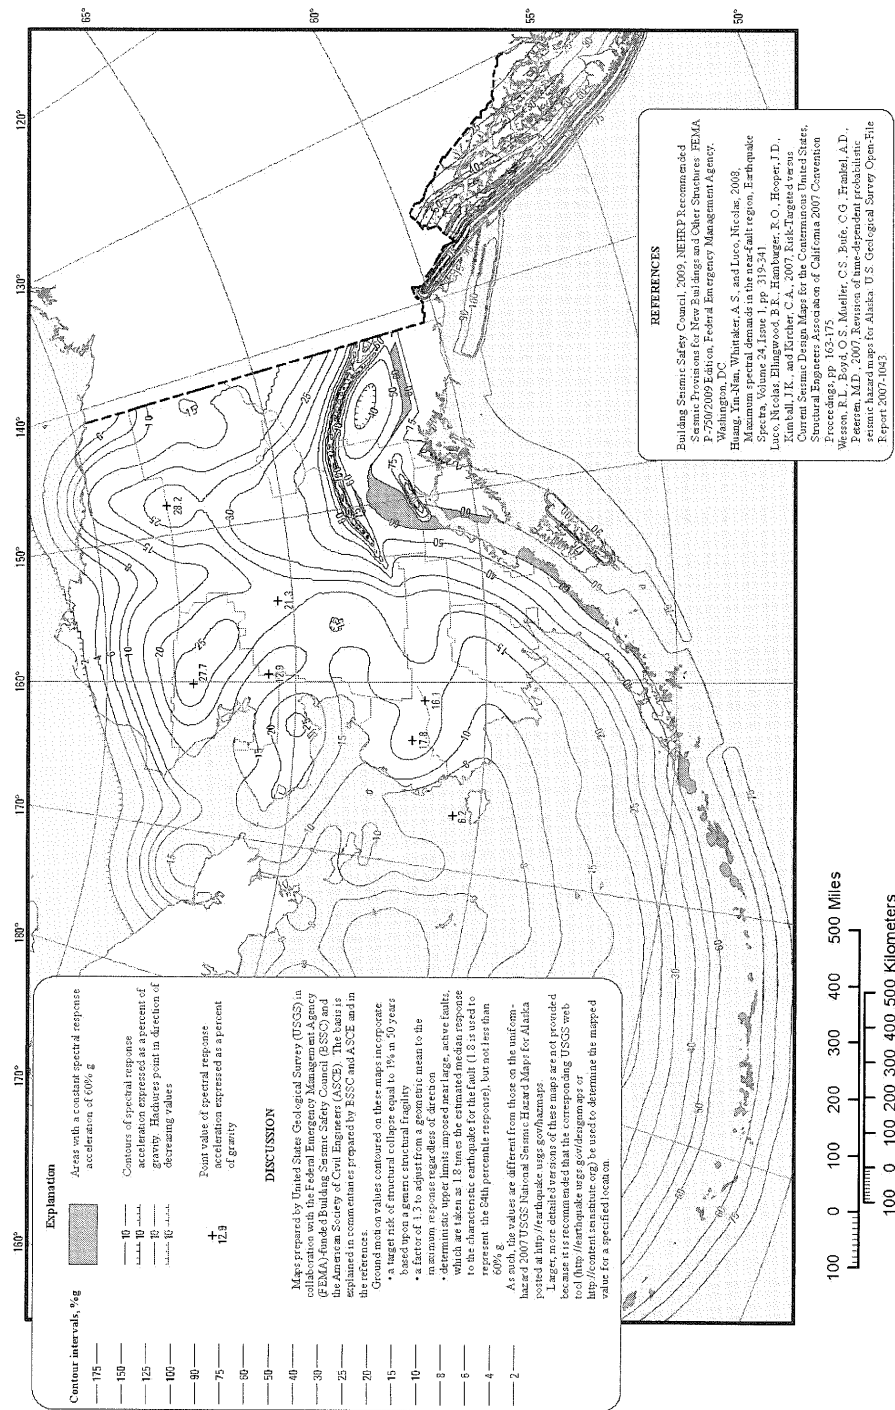 Explanation
Contour intervals, % g
175
150
125
100
90
75
60
50
40
30
25
20
15
10
8
6
4
2
Areas with a constant spectral response
acceleration of 60% g
Contours of spectral response
acceleration expressed as a percent of
gravity. Hachures point in direction of
decreasing values
10
10
10
10
Point value of spectral response
acceleration expressed as a percent
of gravity
+
12.9
DISCUSSION
Maps prepared by United States Geological Survey (USGS) in
collaboration with the Federal Emergency Management Agency
(FEMA)-funded Building Seismic Safety Council (BSSC) and
the American Society of Civil Engineers (ASCE). The basis is
explained in commentaries prepared by BSSC and ASCE and in
the references.
Ground motion values contoured on these maps incorporate:
• a target risk of structural collapse equal to 1% in 50 years
based upon a generic structural fragility
• a factor of 1.3 to adjust from a geometric mean to the
maximum response regardless of direction
• deterministic upper limits imposed near large, active faults,
which are taken as 1.8 times the estimated median response
to the characteristic earthquake for the fault (1.8 is used to
represent the 84th percentile response), but not less than
60% g.
As such, the values are different from those on the uniform-
hazard 2007 USGS National Seismic Hazard Maps for Alaska
posted at http://earthquake.usgs.gov/hazmaps.
Larger, more detailed versions of these maps are not provided
because it is recommended that the corresponding USGS web
tool (http://earthquake.usgs.gov/designmaps or
http://content.seinstitute.org) be used to determine the mapped
value for a specified location.
160°
170°
180°
170°
160°
150°
140°
130°
120°
65°
60°
55°
50°
28.2
27.7
21.3
12.9
16.1
17.8
6.2
REFERENCES
Building Seismic Safety Council, 2009, NEHRP Recommended
Seismic Provisions for New Buildings and Other Structures: FEMA
P-750/2009 Edition, Federal Emergency Management Agency,
Washington, DC.
Huang, Yin-Nan, Whittaker, A.S., and Luco, Nicolas, 2008,
Maximum spectral demands in the near-fault region, Earthquake
Spectra, Volume 24, Issue 1, pp. 319-341.
Luco, Nicolas, Ellingwood, B.R., Hamburger, R.O., Hooper, J.D.,
Kimball, J.K., and Kircher, C.A., 2007, Risk-Targeted versus
Current Seismic Design Maps for the Conterminous United States,
Structural Engineers Association of California 2007 Convention
Proceedings, pp. 163-175.
Wesson, R.L., Boyd, O.S., Mueller, C.S., Bufe, C.G., Frankel, A.D.,
Petersen, M.D., 2007, Revision of time-dependent probabilistic
seismic hazard maps for Alaska: U.S. Geological Survey Open-File
Report 2007-1043.
100 0 100 200 300 400 500 Miles
100 0 100 200 300 400 500 Kilometers